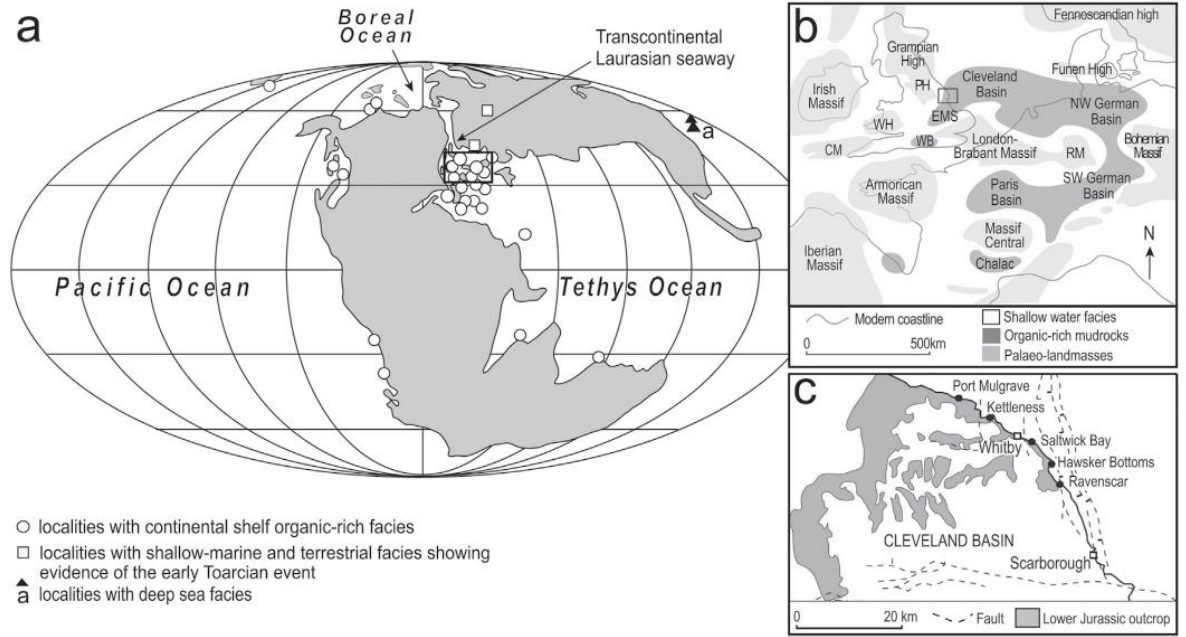 a
Boreal
Ocean
Transcontinental
Laurasian seaway
a
Pacific Ocean
Tethys Ocean
localities with continental shelf organic-rich facies
localities with shallow-marine and terrestrial facies showing
evidence of the early Toarcian event
a localities with deep sea facies
b
Fennoscandian high
Grampian
High
Funen High
PH
Cleveland
Basin
Irish
Massif
NW German
Basin
EMS
WH
WB
London-
Brabant Massif
Bohemian
Massif
CM
RM
SW German
Basin
Armorican
Massif
Paris
Basin
Massif
Central
N
Iberian
Massif
Chalac
Modern coastline
0 500km
Shallow water facies
Organic-rich mudrocks
Palaeo-landmasses
c
Port Mulgrave
Kettleness
Whitby
Saltwick Bay
Hawsker Bottoms
Ravenscar
CLEVELAND BASIN
Scarborough
0 20 km
Fault
Lower Jurassic outcrop